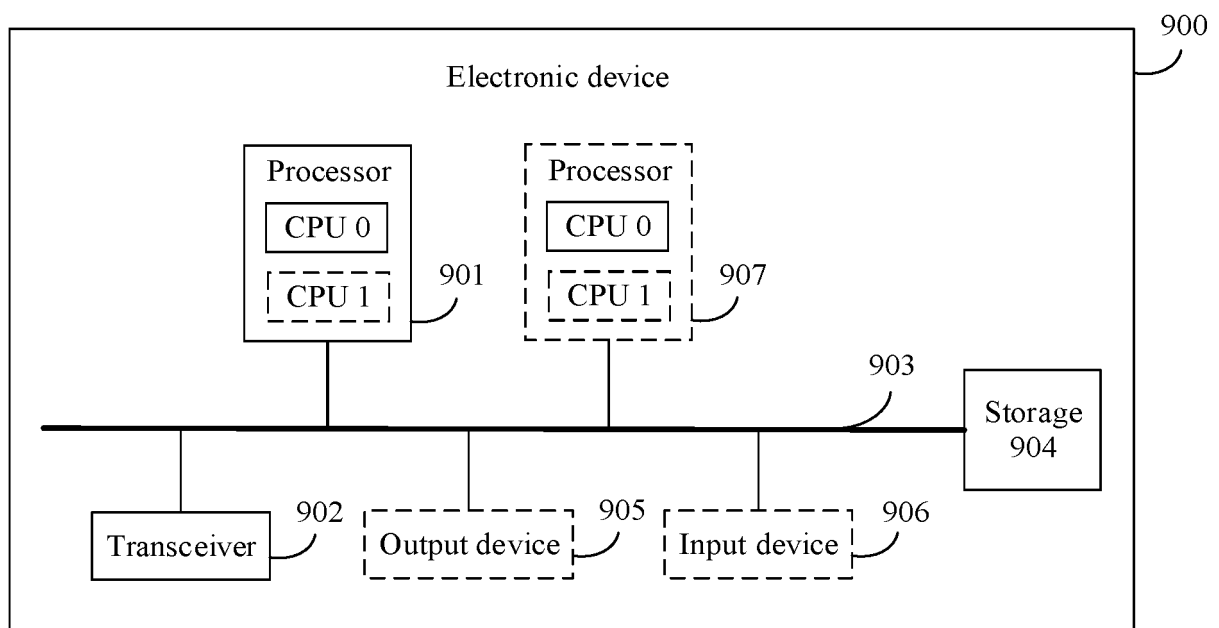 900
Electronic device
Processor
CPU 0
CPU 1
901
Processor
CPU 0
CPU 1
907
903
Storage
904
Transceiver
902
Output device
905
Input device
906